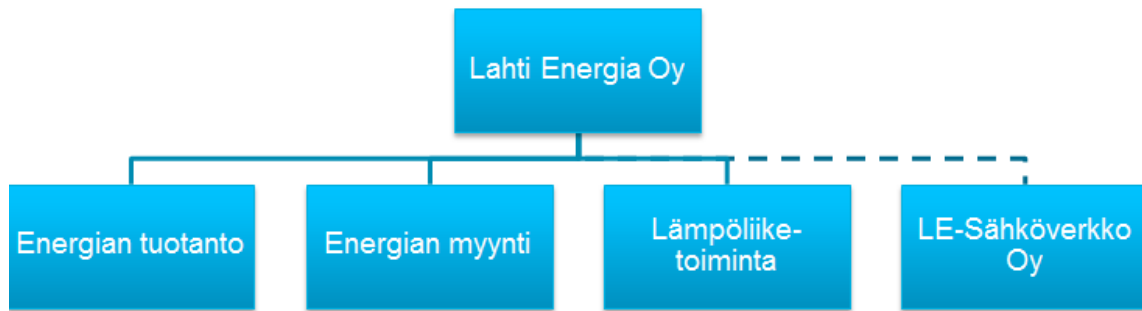 Lahti Energia Oy
Energian tuotanto
Energian myynti
Lämpöliike-
toiminta
LE-Sähköverkko
Oy